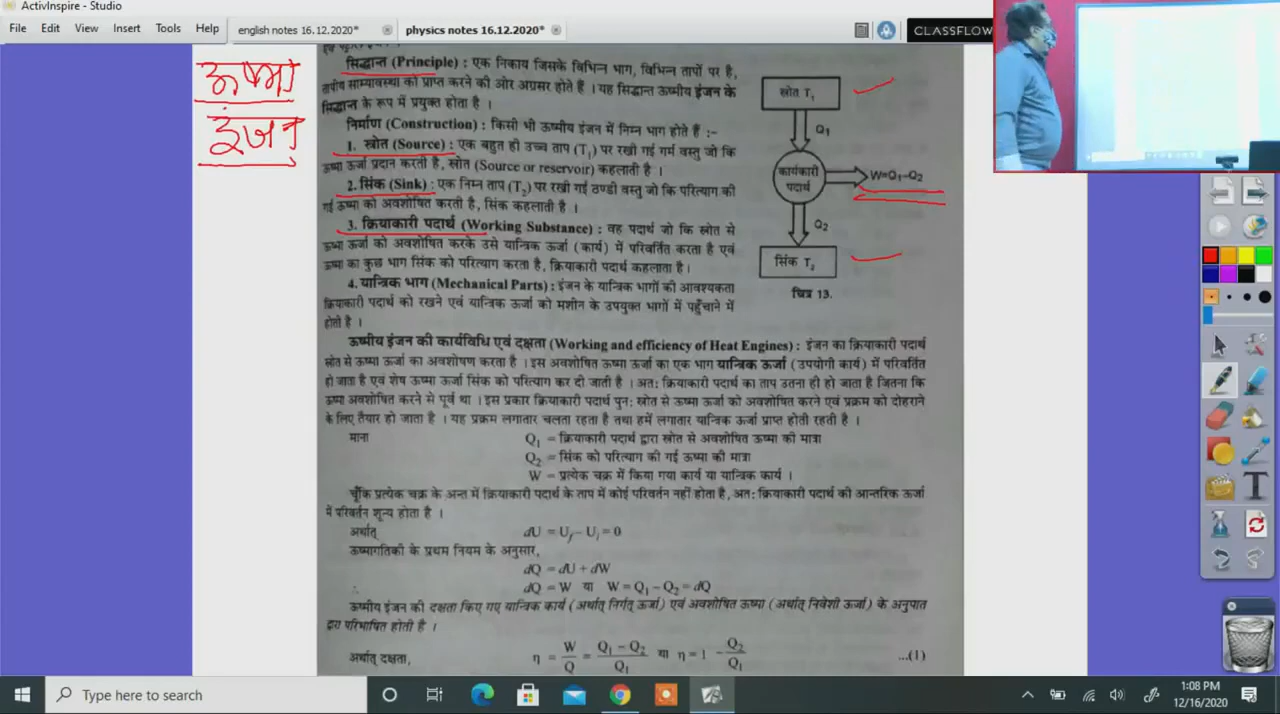 ActivInspire - Studio
File Edit View Insert Tools Help
english notes 16.12.2020*
physics notes 16.12.2020*
CLASSFLOW
ऊष्मा
इंजन
सिद्धान्त (Principle) : एक निकाय जिसके विभिन्न भाग, विभिन्न तापों पर है,
तापीय साम्यावस्था को प्राप्त करने की ओर अग्रसर होते हैं । यह सिद्धान्त ऊष्मीय इंजन के
सिद्धान्त के रूप में प्रयुक्त होता है ।
निर्माण (Construction) : किसी भी ऊष्मीय इंजन में निम्न भाग होते हैं :-
1. स्रोत (Source) : एक बहुत ही उच्च ताप (T₁) पर रखी गई गर्म वस्तु जो कि
ऊष्मा ऊर्जा प्रदान करती है, स्रोत (Source or reservoir) कहलाता है ।
2. सिंक (Sink) : एक निम्न ताप (T₂) पर रखी गई ठण्डी वस्तु जो कि परित्याग की
गई ऊष्मा को अवशोषित करती है, सिंक कहलाता है ।
3. क्रियाकारी पदार्थ (Working Substance) : वह पदार्थ जो कि स्रोत से
ऊष्मा ऊर्जा को अवशोषित करके उसे यान्त्रिक ऊर्जा (कार्य) में परिवर्तित करता है एवं
ऊष्मा का कुछ भाग सिंक को परित्याग करता है, क्रियाकारी पदार्थ कहलाता है ।
4. यान्त्रिक भाग (Mechanical Parts) : इंजन के यान्त्रिक भागों की आवश्यकता
क्रियाकारी पदार्थ को रखने एवं यान्त्रिक ऊर्जा को मशीन के उपयुक्त भागों में पहुँचाने में
होती है ।
स्रोत T₁
Q₁
कार्यकारी
पदार्थ
W=Q₁-Q₂
Q₂
सिंक T₂
चित्र 13.
ऊष्मीय इंजन की कार्यविधि एवं दक्षता (Working and efficiency of Heat Engines) : इंजन का क्रियाकारी पदार्थ
स्रोत से ऊष्मा ऊर्जा का अवशोषण करता है । इस अवशोषित ऊष्मा ऊर्जा का एक भाग यान्त्रिक ऊर्जा (उपयोगी कार्य) में परिवर्तित
हो जाता है एवं शेष ऊष्मा ऊर्जा सिंक को परित्याग कर दी जाती है । अतः क्रियाकारी पदार्थ का ताप उतना ही हो जाता है जितना कि
ऊष्मा अवशोषित करने से पूर्व था । इस प्रकार क्रियाकारी पदार्थ पुनः स्रोत से ऊष्मा ऊर्जा को अवशोषित करने एवं प्रक्रम को दोहराने
के लिए तैयार हो जाता है । यह प्रक्रम लगातार चलता रहता है तथा हमें लगातार यान्त्रिक ऊर्जा प्राप्त होती रहती है ।
माना Q₁ = क्रियाकारी पदार्थ द्वारा स्रोत से अवशोषित ऊष्मा की मात्रा
Q₂ = सिंक को परित्याग की गई ऊष्मा की मात्रा
W = प्रत्येक चक्र में किया गया कार्य या यान्त्रिक कार्य ।
चूँकि प्रत्येक चक्र के अन्त में क्रियाकारी पदार्थ के ताप में कोई परिवर्तन नहीं होता है, अतः क्रियाकारी पदार्थ की आन्तरिक ऊर्जा
में परिवर्तन शून्य होता है ।
अर्थात् dU = U_f – U_i = 0
ऊष्मागतिकी के प्रथम नियम के अनुसार,
dQ = dU + dW
∴ dQ = W या W = Q₁ – Q₂ = dQ
ऊष्मीय इंजन की दक्षता किए गए यान्त्रिक कार्य (अर्थात् निर्गत् ऊर्जा) एवं अवशोषित ऊष्मा (अर्थात् निवेशी ऊर्जा) के अनुपात
द्वारा परिभाषित होती है ।
अर्थात् दक्षता, η = W/Q = (Q₁ – Q₂)/Q₁ या η = 1 – Q₂/Q₁ ...(1)
Type here to search
1:08 PM
12/16/2020